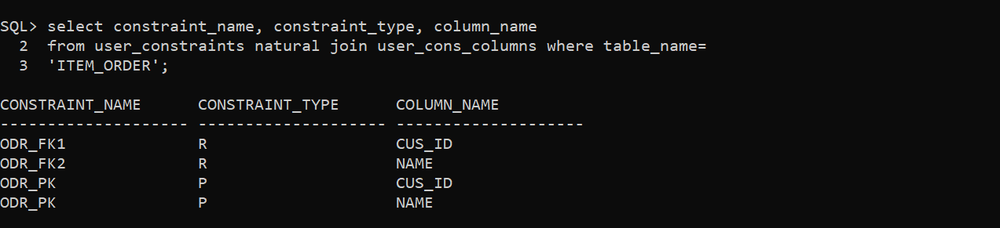 SQL> select constraint_name, constraint_type, column_name
  2  from user_constraints natural join user_cons_columns where table_name=
  3  'ITEM_ORDER';
CONSTRAINT_NAME      CONSTRAINT_TYPE      COLUMN_NAME
-------------------- -------------------- --------------------
ODR_FK1              R                    CUS_ID
ODR_FK2              R                    NAME
ODR_PK               P                    CUS_ID
ODR_PK               P                    NAME